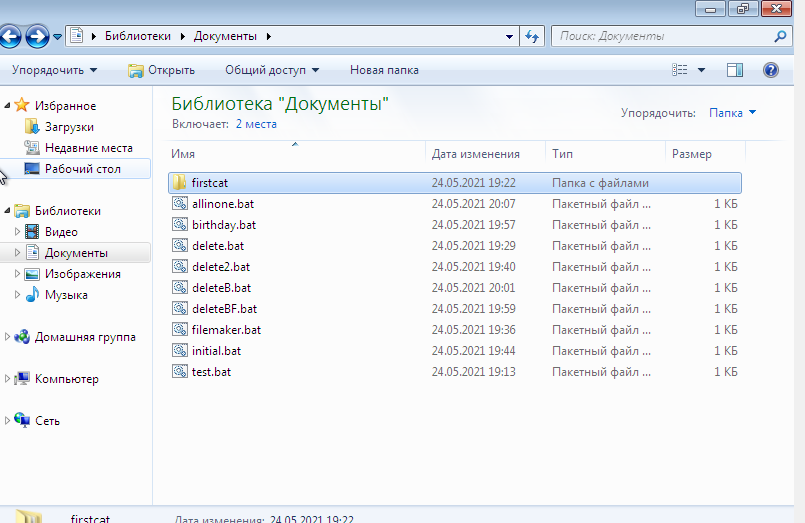 Библиотеки Документы
Поиск: Документы
Упорядочить Открыть Общий доступ Новая папка
Избранное
Загрузки
Недавние места
Рабочий стол
Библиотеки
Видео
Документы
Изображения
Музыка
Домашняя группа
Компьютер
Сеть
Библиотека "Документы"
Включает: 2 места
Упорядочить: Папка
Имя Дата изменения Тип Размер
firstcat 24.05.2021 19:22 Папка с файлами
allinone.bat 24.05.2021 20:07 Пакетный файл ... 1 КБ
birthday.bat 24.05.2021 19:57 Пакетный файл ... 1 КБ
delete.bat 24.05.2021 19:29 Пакетный файл ... 1 КБ
delete2.bat 24.05.2021 19:40 Пакетный файл ... 1 КБ
deleteB.bat 24.05.2021 20:01 Пакетный файл ... 1 КБ
deleteBF.bat 24.05.2021 19:59 Пакетный файл ... 1 КБ
filemaker.bat 24.05.2021 19:36 Пакетный файл ... 1 КБ
initial.bat 24.05.2021 19:44 Пакетный файл ... 1 КБ
test.bat 24.05.2021 19:13 Пакетный файл ... 1 КБ
firstcat Дата изменения: 24.05.2021 19:22